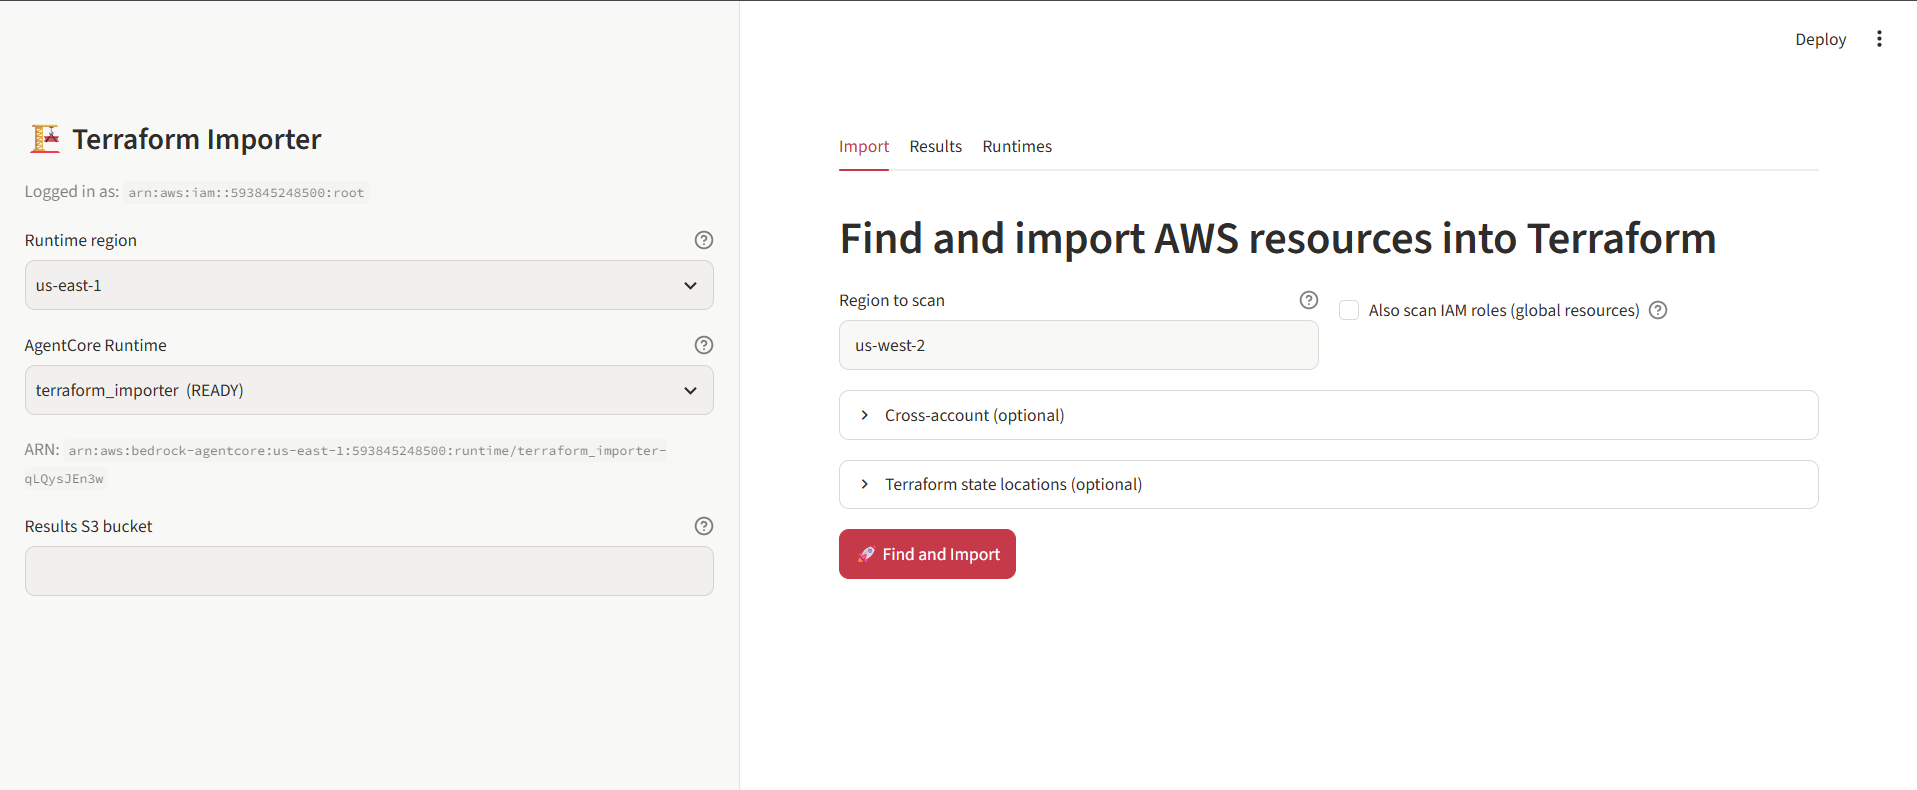 Deploy
Terraform Importer
Logged in as: arn:aws:iam::593845248500:root
Runtime region
us-east-1
AgentCore Runtime
terraform_importer (READY)
ARN: arn:aws:bedrock-agentcore:us-east-1:593845248500:runtime/terraform_importer-
qLQysJEn3w
Results S3 bucket
Import Results Runtimes
Find and import AWS resources into Terraform
Region to scan
us-west-2
Also scan IAM roles (global resources)
Cross-account (optional)
Terraform state locations (optional)
Find and Import